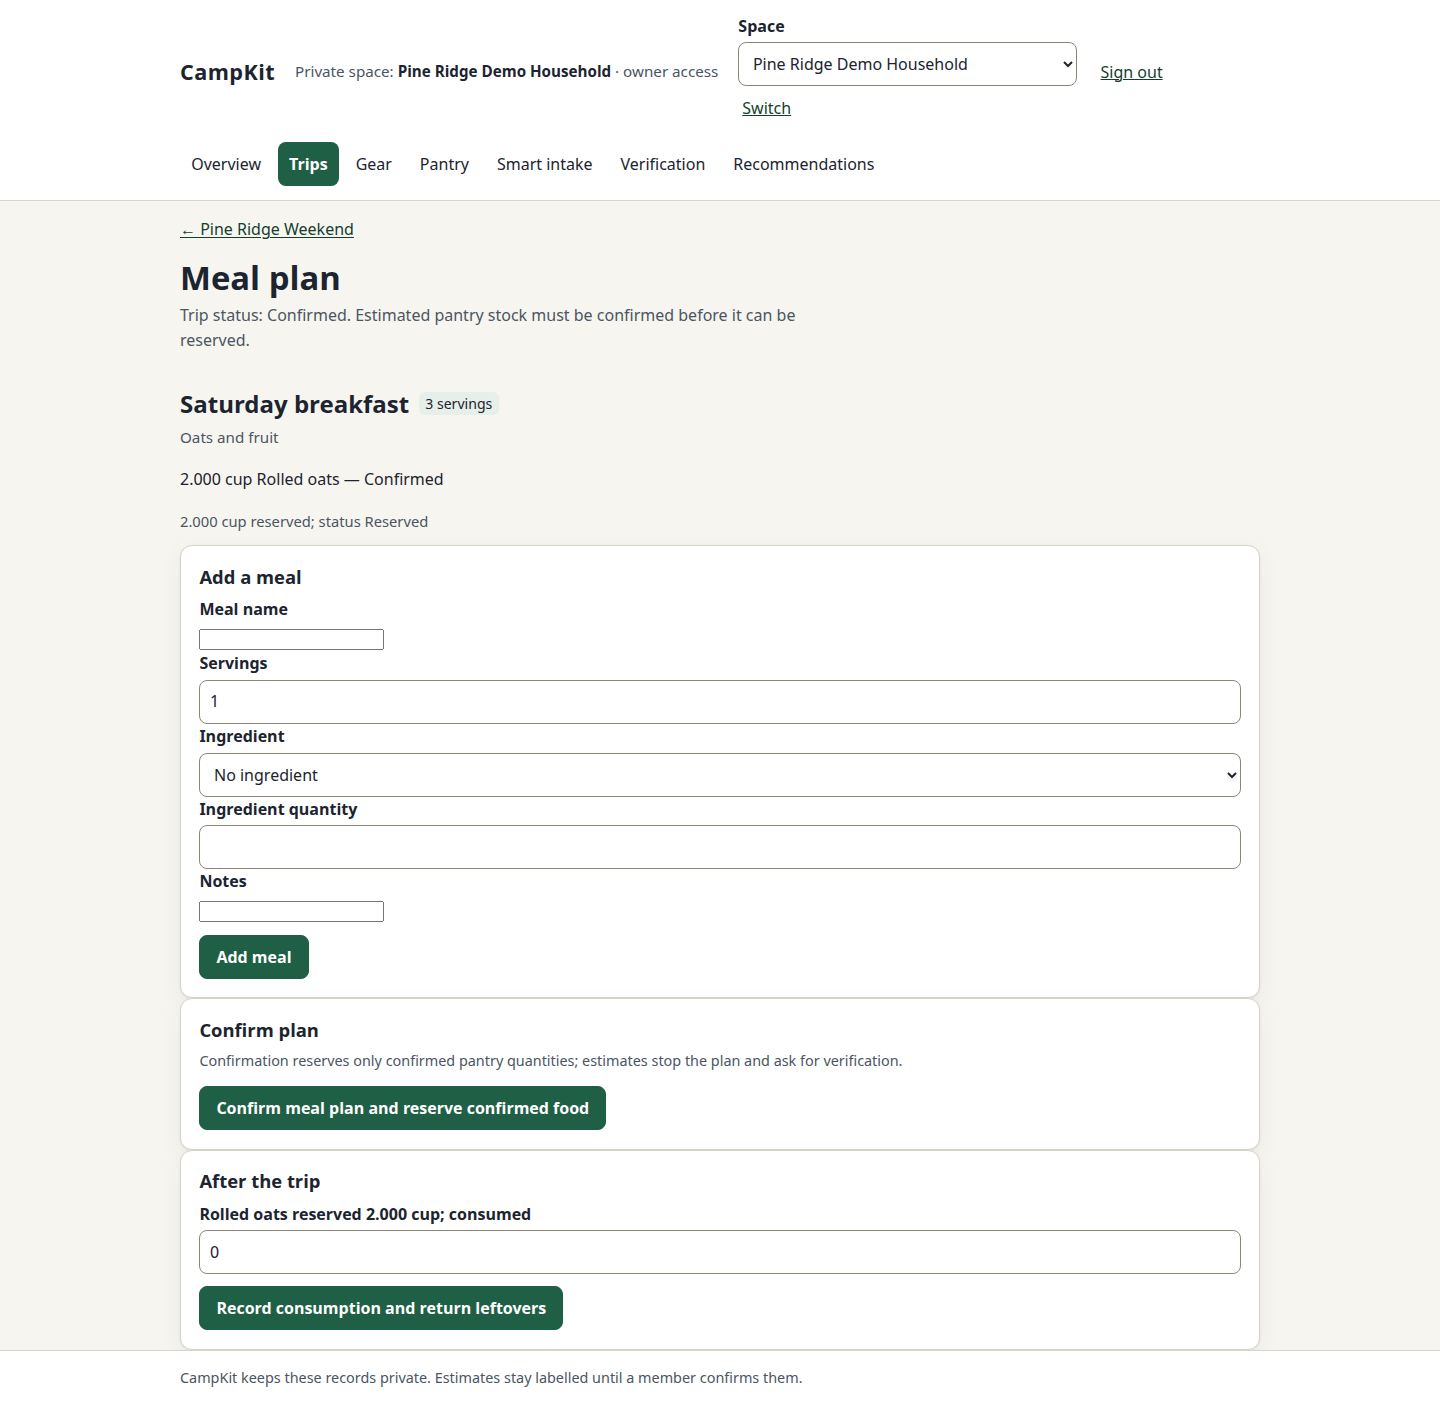 Space
CampKit
Private space: Pine Ridge Demo Household · owner access
Pine Ridge Demo Household
Sign out
Switch
Overview
Trips
Gear
Pantry
Smart intake
Verification
Recommendations
← Pine Ridge Weekend
Meal plan
Trip status: Confirmed. Estimated pantry stock must be confirmed before it can be
reserved.
Saturday breakfast
3 servings
Oats and fruit
2.000 cup Rolled oats — Confirmed
2.000 cup reserved; status Reserved
Add a meal
Meal name
Servings
1
Ingredient
No ingredient
Ingredient quantity
Notes
Add meal
Confirm plan
Confirmation reserves only confirmed pantry quantities; estimates stop the plan and ask for verification.
Confirm meal plan and reserve confirmed food
After the trip
Rolled oats reserved 2.000 cup; consumed
0
Record consumption and return leftovers
CampKit keeps these records private. Estimates stay labelled until a member confirms them.